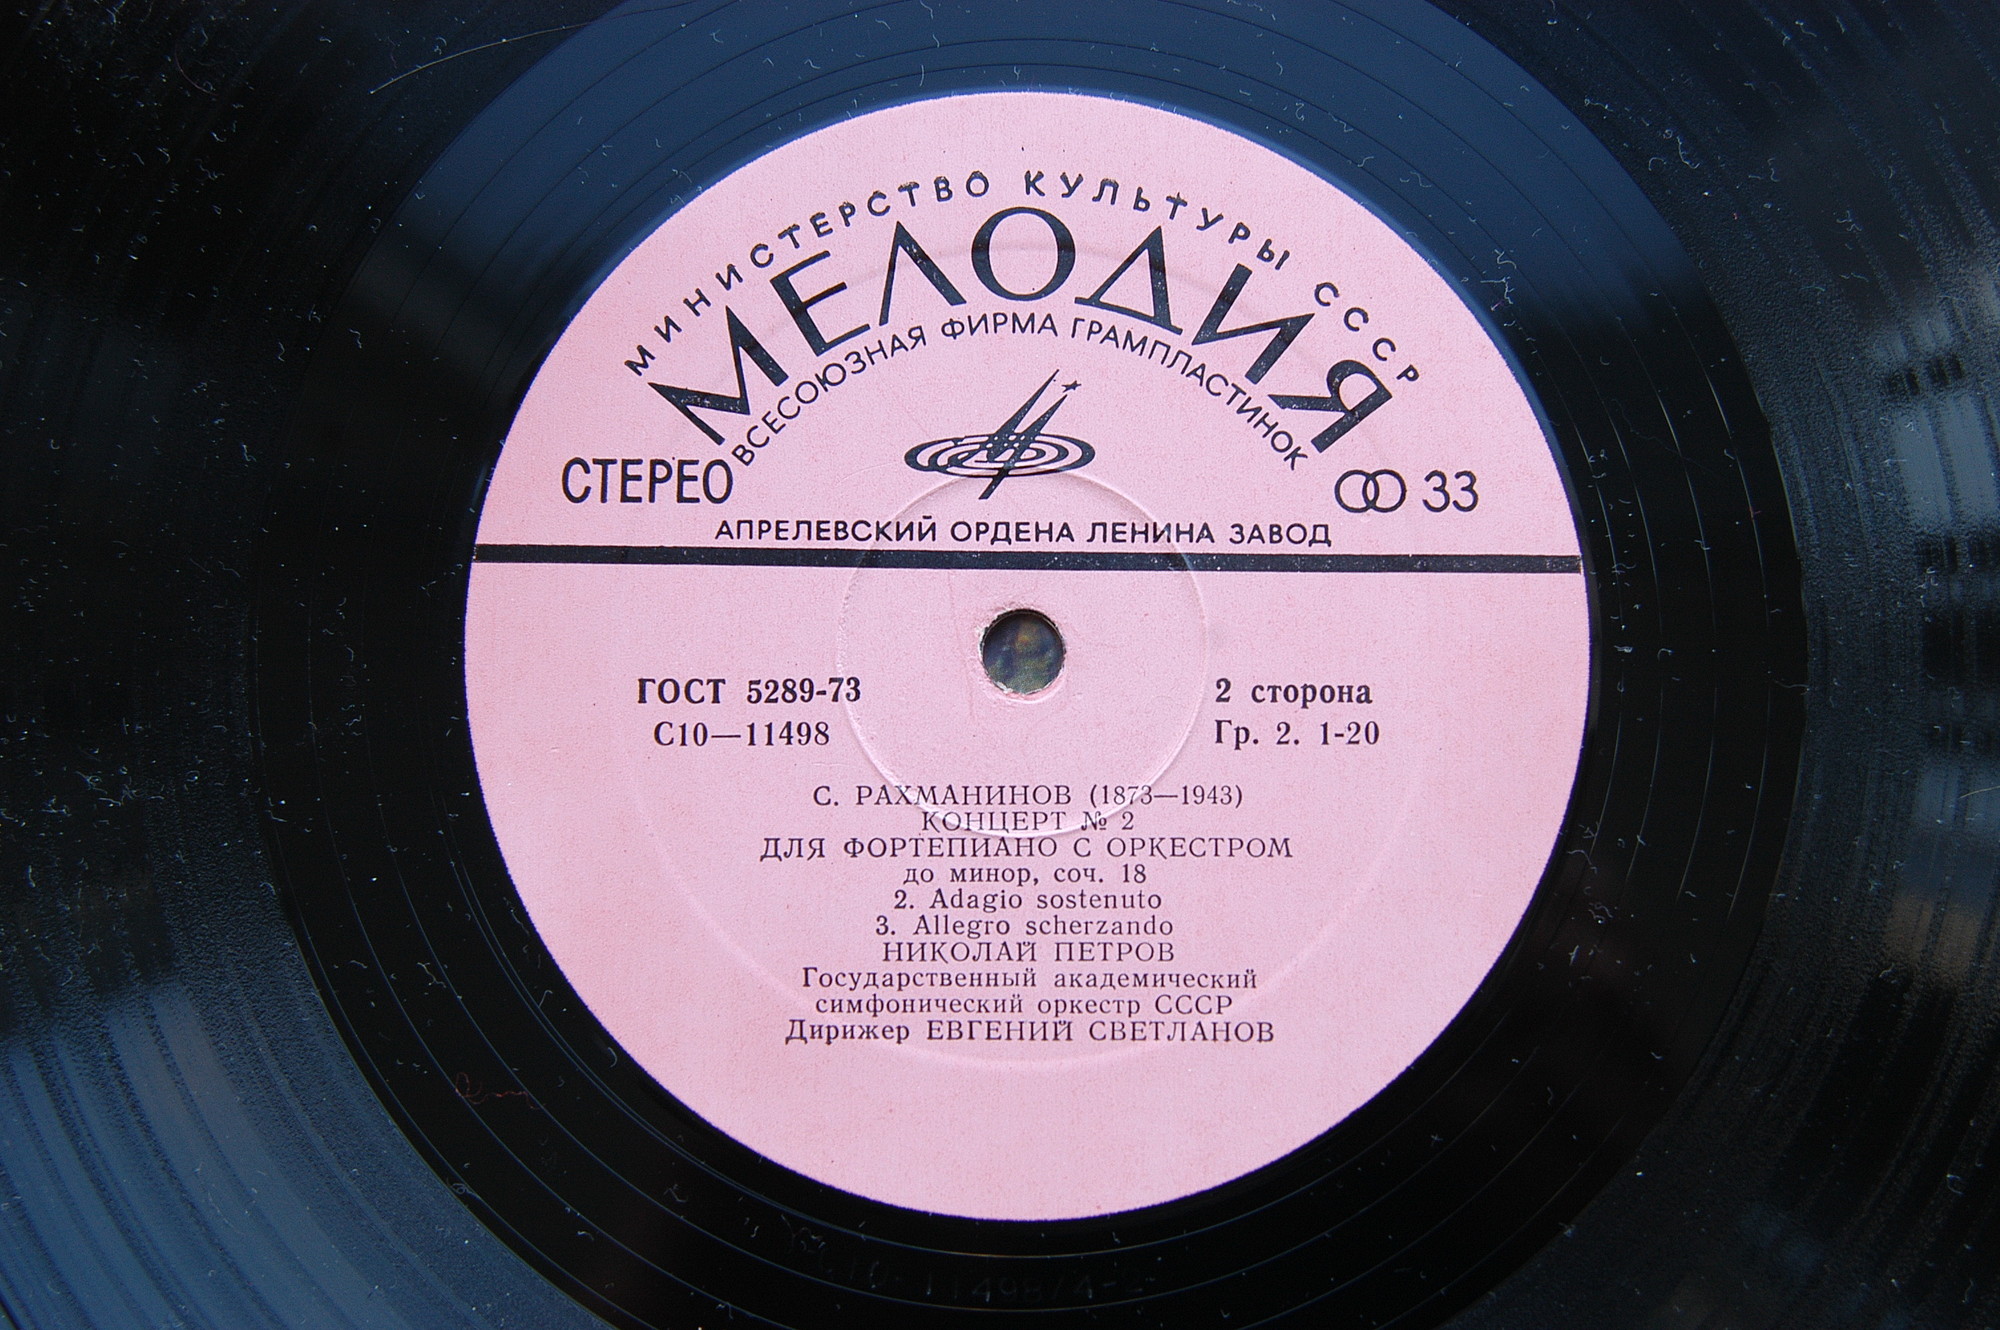 МИНИСТЕРСТВО КУЛЬТУРЫ СССР
МЕЛОДИЯ
ВСЕСОЮЗНАЯ ФИРМА ГРАМПЛАСТИНОК
СТЕРЕО
33
АПРЕЛЕВСКИЙ ОРДЕНА ЛЕНИНА ЗАВОД
ГОСТ 5289-73
С10—11498
2 сторона
Гр. 2. 1-20
С. РАХМАНИНОВ (1873—1943)
КОНЦЕРТ № 2
ДЛЯ ФОРТЕПИАНО С ОРКЕСТРОМ
до минор, соч. 18
2. Adagio sostenuto
3. Allegro scherzando
НИКОЛАЙ ПЕТРОВ
Государственный академический
симфонический оркестр СССР
Дирижер ЕВГЕНИЙ СВЕТЛАНОВ